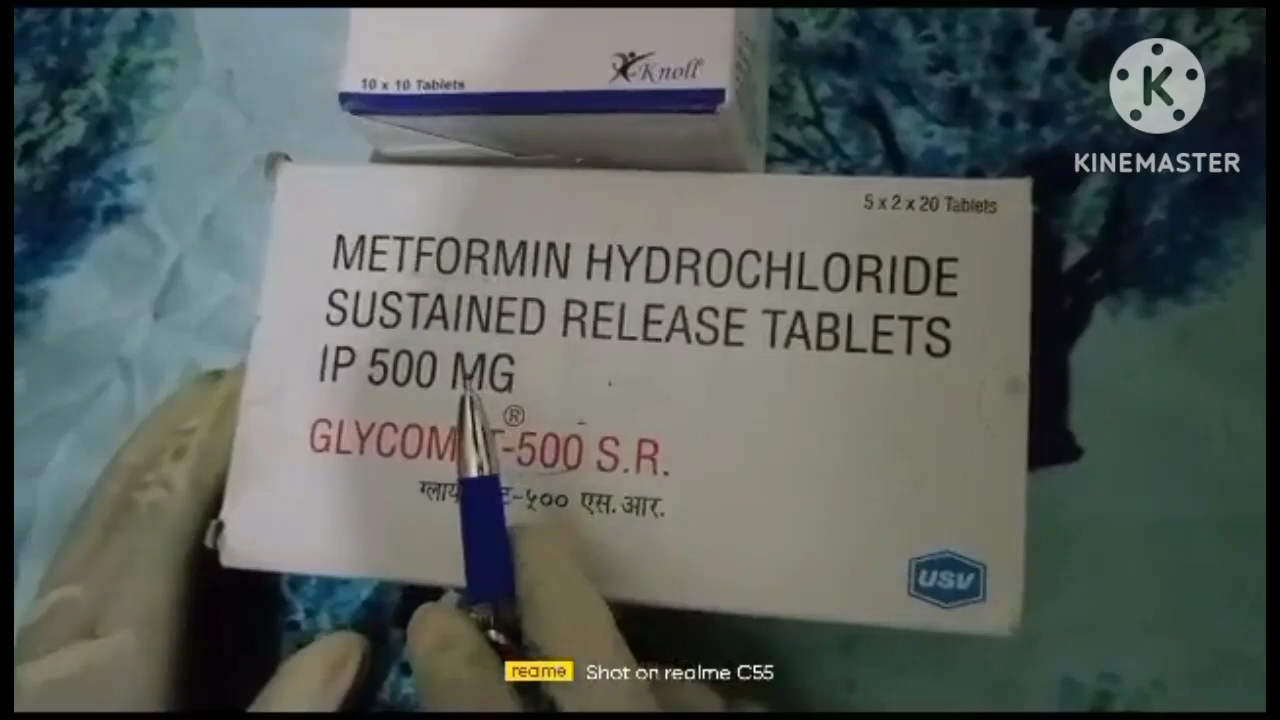 10 x 10 Tablets
Knoll
K
KINEMASTER
5 x 2 x 20 Tablets
METFORMIN HYDROCHLORIDE
SUSTAINED RELEASE TABLETS
IP 500 MG
®
-500 S.R.
-५०० एस.आर.
USV
realme Shot on realme C55